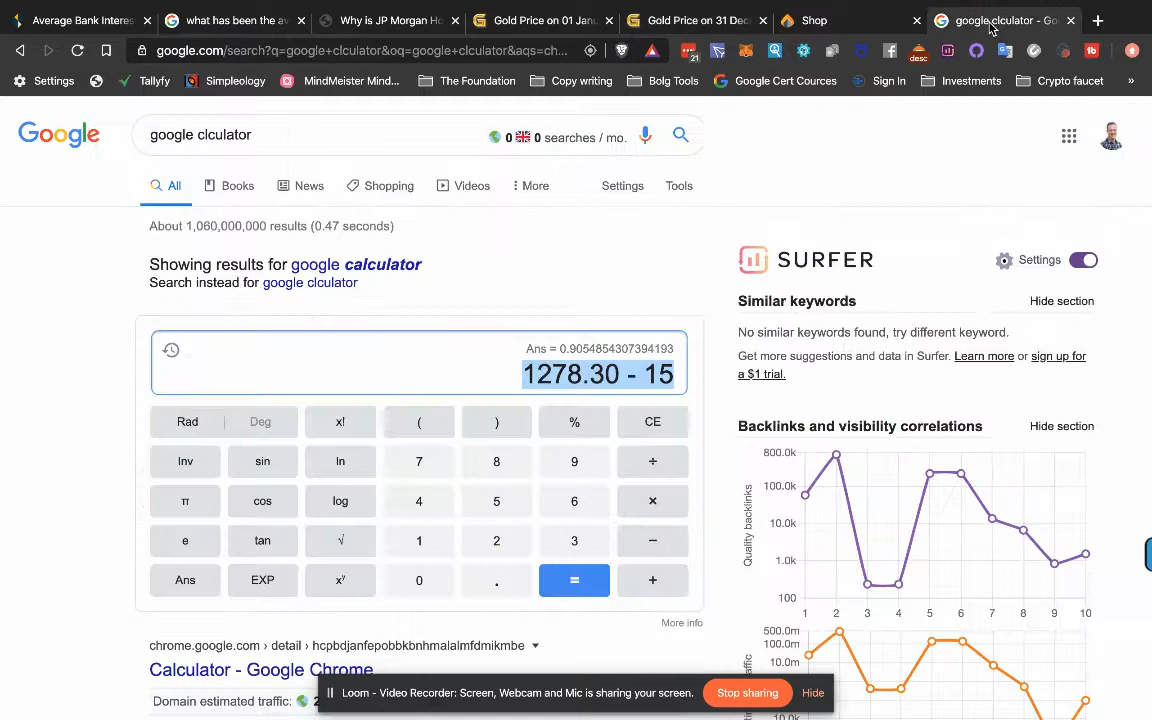 Average Bank Interes
what has been the av
Why is JP Morgan Ho
Gold Price on 01 Janu
Gold Price on 31 Dec
Shop
google clculator - Goo
google.com/search?q=google+clculator&oq=google+clculator&aqs=ch...
21
desc
tb
Settings
Tallyfy
Simpleology
MindMeister Mind...
The Foundation
Copy writing
Bolg Tools
Google Cert Cources
Sign In
Investments
Crypto faucet
»
Google
google clculator
0
0 searches / mo.
All
Books
News
Shopping
Videos
More
Settings
Tools
About 1,060,000,000 results (0.47 seconds)
Showing results for google calculator
Search instead for google clculator
Ans = 0.9054854307394193
1278.30 - 15
Rad Deg x! ( ) % CE
Inv sin ln 7 8 9 ÷
π cos log 4 5 6 ×
e tan √ 1 2 3 −
Ans EXP xʸ 0 . = +
More info
chrome.google.com › detail › hcpbdjanfepobbkbnhmalalmfdmikmbe
Calculator - Google Chrome
Domain estimated traffic:
SURFER
Settings
Similar keywords
Hide section
No similar keywords found, try different keyword.
Get more suggestions and data in Surfer. Learn more or sign up for
a $1 trial.
Backlinks and visibility correlations
Hide section
Quality backlinks
800.0k
100.0k
10.0k
1.0k
100
1 2 3 4 5 6 7 8 9 10
500.0m
100.0m
10.0m
Loom - Video Recorder: Screen, Webcam and Mic is sharing your screen.
Stop sharing
Hide